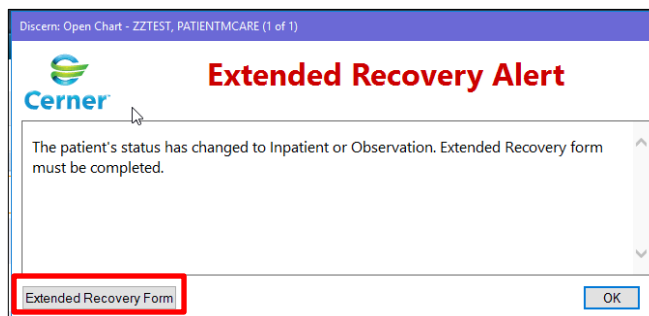 Discern: Open Chart - ZZTEST, PATIENTMCARE (1 of 1)
Cerner
Extended Recovery Alert
The patient's status has changed to Inpatient or Observation. Extended Recovery form
must be completed.
Extended Recovery Form
OK